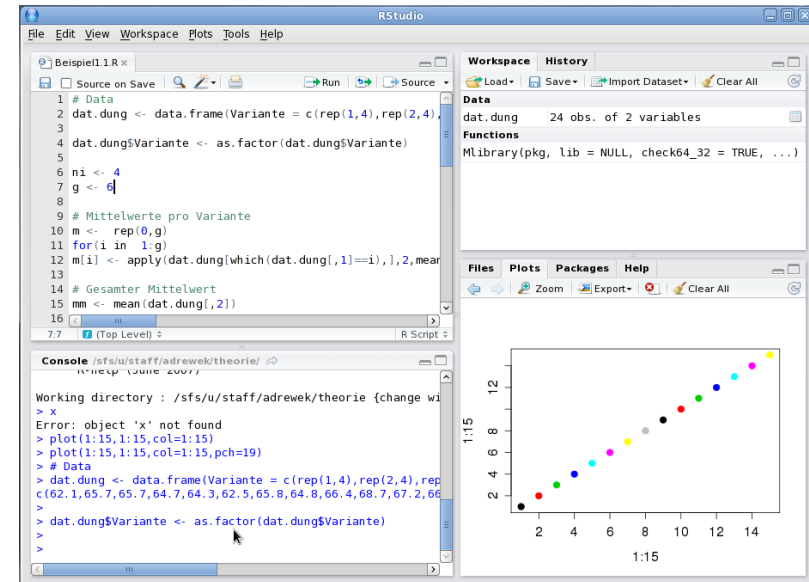 RStudio
File Edit View Workspace Plots Tools Help
Beispiel1.1.R
Source on Save Run Source
1 # Data
2 dat.dung <- data.frame(Variante = c(rep(1,4),rep(2,4),
3
4 dat.dung$Variante <- as.factor(dat.dung$Variante)
5
6 ni <- 4
7 g <- 6
8
9 # Mittelwerte pro Variante
10 m <- rep(0,g)
11 for(i in 1:g)
12 m[i] <- apply(dat.dung[which(dat.dung[,1]==i),],2,mean
13
14 # Gesamter Mittelwert
15 mm <- mean(dat.dung[,2])
16
7:7 (Top Level) R Script
Console /sfs/u/staff/adrewek/theorie/
R-help (June 2007)
Working directory : /sfs/u/staff/adrewek/theorie {change wi
> x
Error: object 'x' not found
> plot(1:15,1:15,col=1:15)
> plot(1:15,1:15,col=1:15,pch=19)
> # Data
> dat.dung <- data.frame(Variante = c(rep(1,4),rep(2,4),rep
c(62.1,65.7,65.7,64.7,64.3,62.5,65.8,64.8,66.4,68.7,67.2,66
>
> dat.dung$Variante <- as.factor(dat.dung$Variante)
>
>
Workspace History
Load Save Import Dataset Clear All
Data
dat.dung 24 obs. of 2 variables
Functions
Mlibrary(pkg, lib = NULL, check64_32 = TRUE, ...)
Files Plots Packages Help
Zoom Export Clear All
1:15
12
8
6
4
2
2 4 6 8 10 12 14
1:15